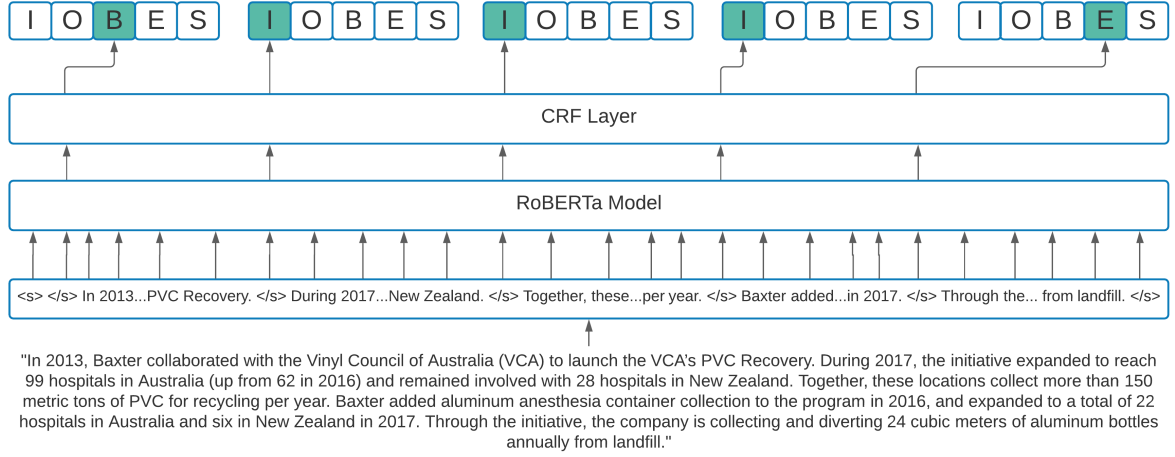 I O B E S I O B E S I O B E S I O B E S I O B E S
CRF Layer
RoBERTa Model
<s> </s> In 2013...PVC Recovery. </s> During 2017...New Zealand. </s> Together, these...per year. </s> Baxter added...in 2017. </s> Through the... from landfill. </s>
"In 2013, Baxter collaborated with the Vinyl Council of Australia (VCA) to launch the VCA's PVC Recovery. During 2017, the initiative expanded to reach
99 hospitals in Australia (up from 62 in 2016) and remained involved with 28 hospitals in New Zealand. Together, these locations collect more than 150
metric tons of PVC for recycling per year. Baxter added aluminum anesthesia container collection to the program in 2016, and expanded to a total of 22
hospitals in Australia and six in New Zealand in 2017. Through the initiative, the company is collecting and diverting 24 cubic meters of aluminum bottles
annually from landfill."